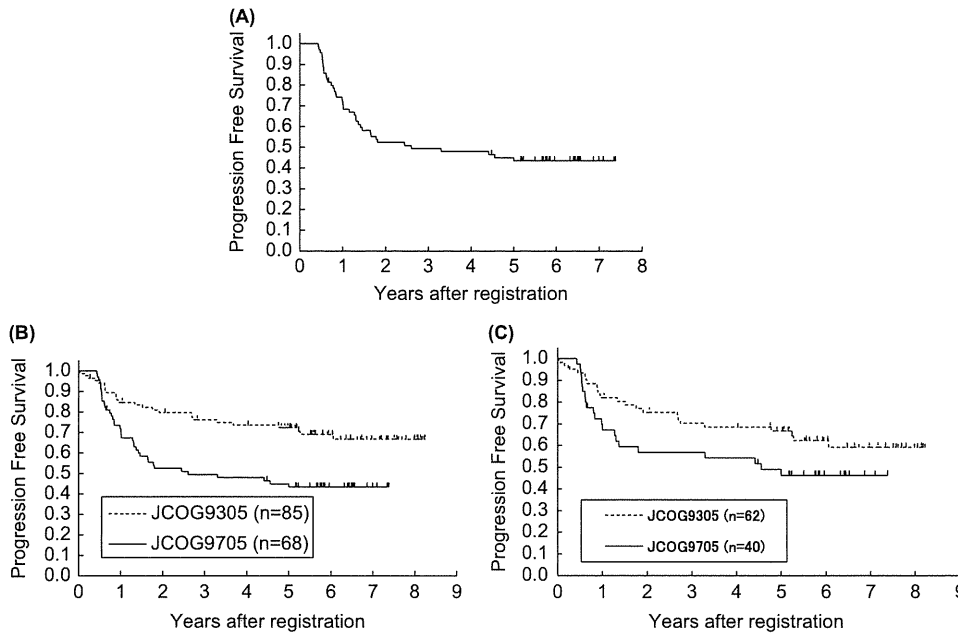 (A)
Progression Free Survival
1.0
0.9
0.8
0.7
0.6
0.5
0.4
0.3
0.2
0.1
0.0
0 1 2 3 4 5 6 7 8
Years after registration
(B)
Progression Free Survival
1.0
0.9
0.8
0.7
0.6
0.5
0.4
0.3
0.2
0.1
0.0
JCOG9305 (n=85)
JCOG9705 (n=68)
0 1 2 3 4 5 6 7 8 9
Years after registration
(C)
Progression Free Survival
1.0
0.9
0.8
0.7
0.6
0.5
0.4
0.3
0.2
0.1
0.0
JCOG9305 (n=62)
JCOG9705 (n=40)
0 1 2 3 4 5 6 7 8 9
Years after registration